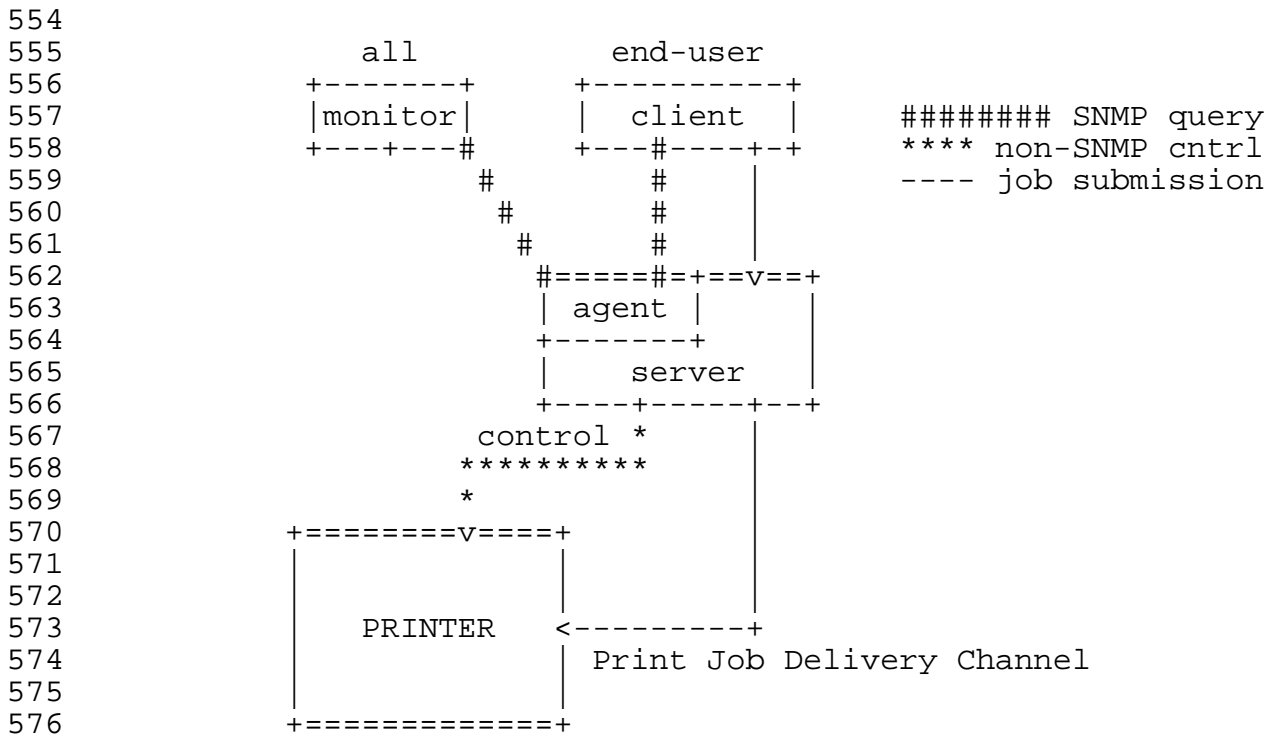 554
555                all          end-user
556             +-------+     +-----------+
557             |monitor|     |  client   |     ######## SNMP query
558             +---+---#     +---#----+-+     **** non-SNMP cntrl
559                      #        #    |       ---- job submission
560                       #       #    |
561                        #      #    |
562                         #=====#=+==v==+
563                         | agent |     |
564                         +-------+     |
565                         |    server   |
566                         +----+-----+--+
567                      control *     |
568                     **********     |
569                     *              |
570            +========v====+         |
571            |             |         |
572            |             |         |
573            |   PRINTER   <---------+
574            |             | Print Job Delivery Channel
575            |             |
576            +=============+